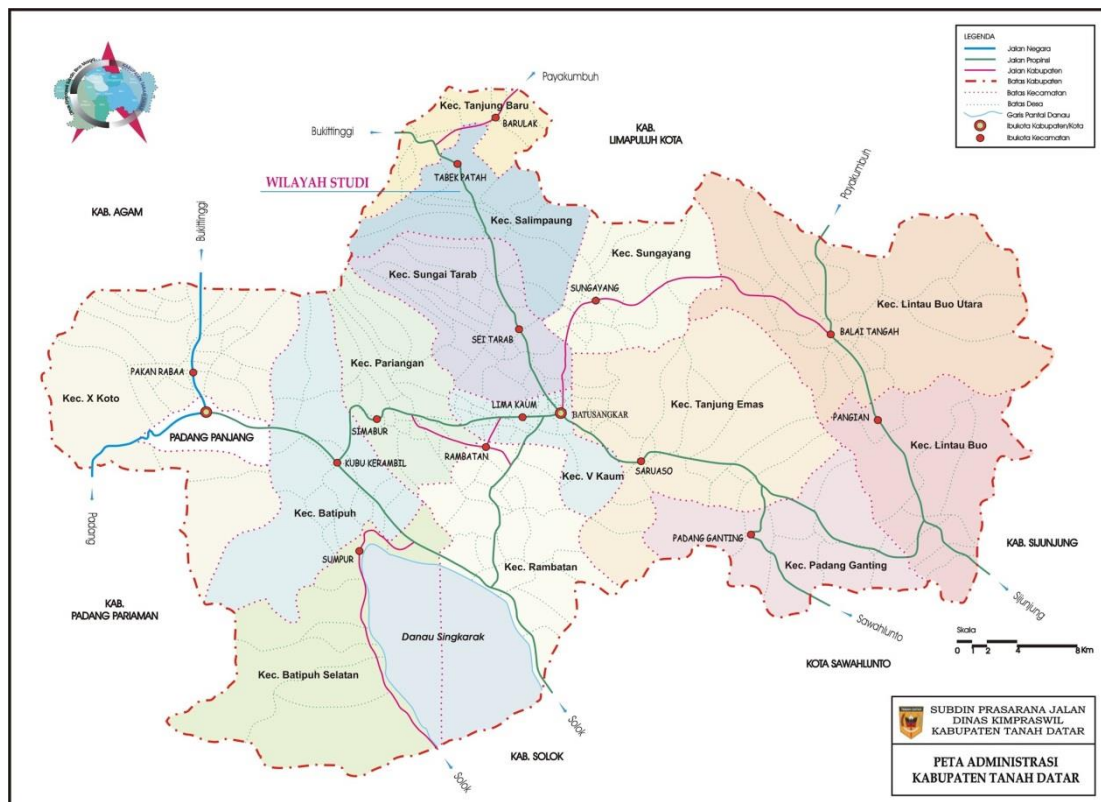 LEGENDA
Jalan Negara
Jalan Propinsi
Jalan Kabupaten
Batas Kabupaten
Batas Kecamatan
Batas Desa
Garis Pantai Danau
Ibukota Kabupaten/Kota
Ibukota Kecamatan
Payakumbuh
Kec. Tanjung Baru
BARULAK
Bukittinggi
KAB.
LIMAPULUH KOTA
TABEK PATAH
WILAYAH STUDI
Payakumbuh
KAB. AGAM
Bukittinggi
Kec. Salimpaung
Kec. Sungayang
Kec. Sungai Tarab
SUNGAYANG
Kec. Lintau Buo Utara
SEI TARAB
BALAI TANGAH
Kec. Pariangan
PAKAN RABAA
Kec. X Koto
LIMA KAUM
BATUSANGKAR
Kec. Tanjung Emas
PANGIAN
SIMABUR
PADANG PANJANG
Kec. Lintau Buo
RAMBATAN
KUBU KERAMBIL
SARUASO
Kec. V Kaum
Padang
Kec. Batipuh
PADANG GANTING
KAB. SIJUNJUNG
SUMPUR
Kec. Rambatan
Kec. Padang Ganting
Sijunjung
KAB.
PADANG PARIAMAN
Sawahlunto
Danau Singkarak
Skala
0 1 2 4 8 Km
KOTA SAWAHLUNTO
Kec. Batipuh Selatan
Solok
KAB. SOLOK
Solok
SUBDIN PRASARANA JALAN
DINAS KIMPRASWIL
KABUPATEN TANAH DATAR
PETA ADMINISTRASI
KABUPATEN TANAH DATAR